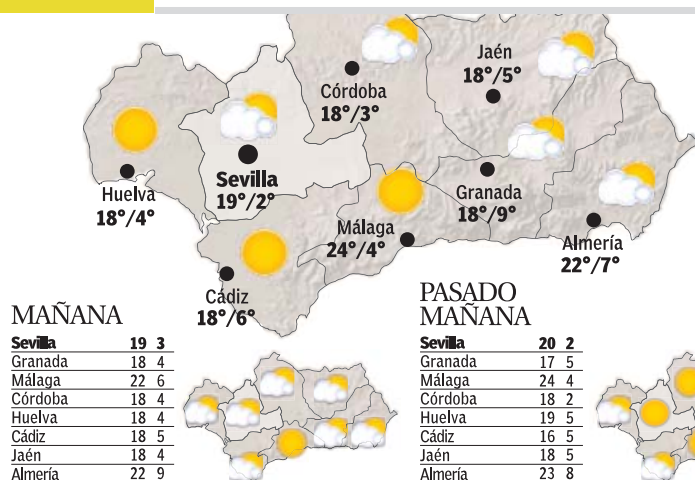 Jaén
18°/5°
Córdoba
18°/3°
Sevilla
19°/2°
Huelva
18°/4°
Granada
18°/9°
Málaga
24°/4°
Almería
22°/7°
Cádiz
18°/6°
MAÑANA
Sevilla 19 3
Granada 18 4
Málaga 22 6
Córdoba 18 4
Huelva 18 4
Cádiz 18 5
Jaén 18 4
Almería 22 9
PASADO
MAÑANA
Sevilla 20 2
Granada 17 5
Málaga 24 4
Córdoba 18 2
Huelva 19 5
Cádiz 16 5
Jaén 18 5
Almería 23 8